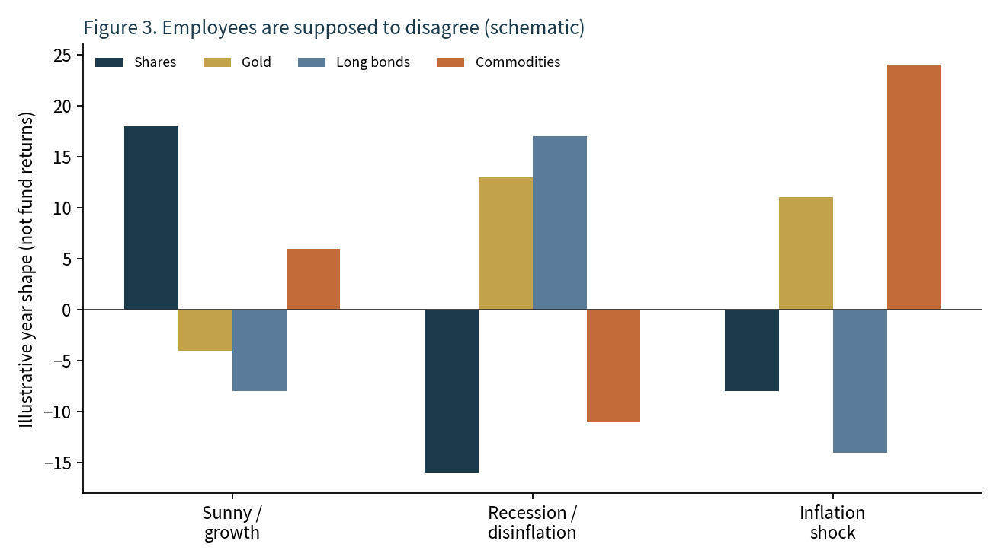 Figure 3. Employees are supposed to disagree (schematic)
Shares
Gold
Long bonds
Commodities
Illustrative year shape (not fund returns)
25
20
15
10
5
0
−5
−10
−15
Sunny /
growth
Recession /
disinflation
Inflation
shock